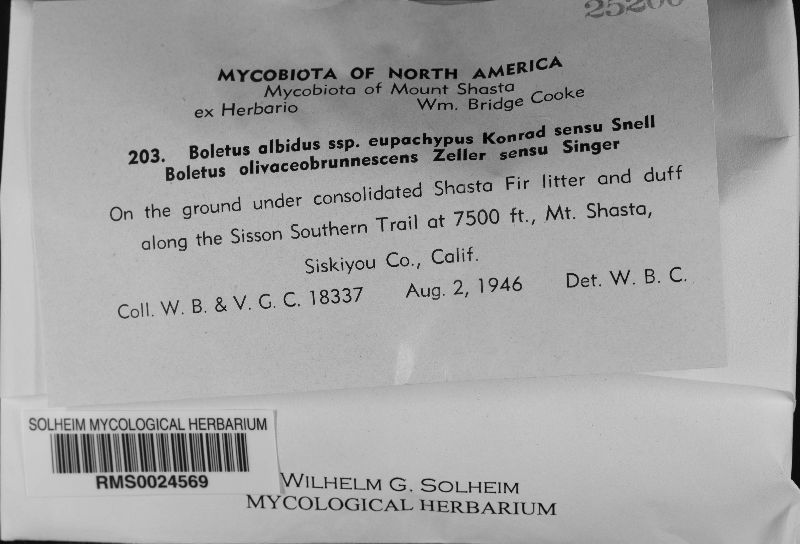 MYCOBIOTA OF NORTH AMERICA
Mycobiota of Mount Shasta
ex Herbario Wm. Bridge Cooke
203. Boletus albidus ssp. eupachypus Konrad sensu Snell
Boletus olivaceobrunnescens Zeller sensu Singer
On the ground under consolidated Shasta Fir litter and duff
along the Sisson Southern Trail at 7500 ft., Mt. Shasta,
Siskiyou Co., Calif.
Coll. W. B. & V. G. C. 18337 Aug. 2, 1946 Det. W. B. C.
SOLHEIM MYCOLOGICAL HERBARIUM
RMS0024569
WILHELM G. SOLHEIM
MYCOLOGICAL HERBARIUM